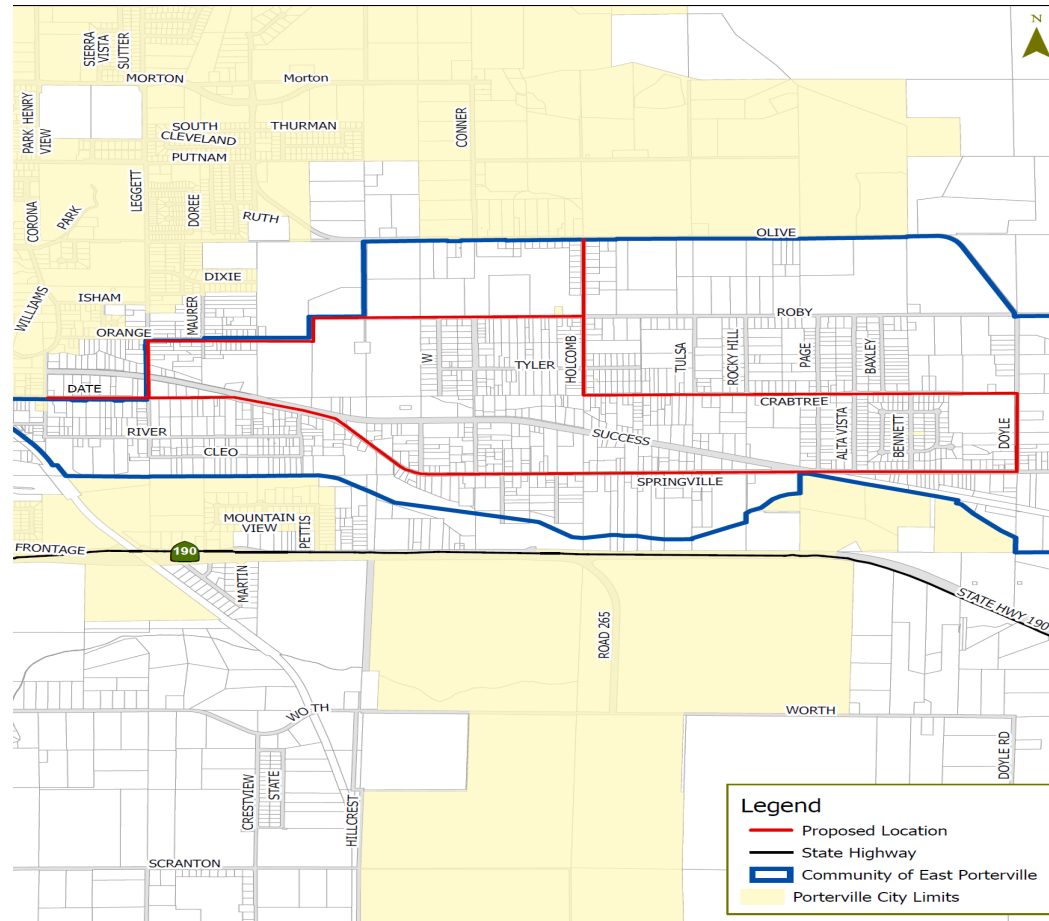 N
SIERRA
VISTA
SUTTER
MORTON
Morton
PARK HENRY
VIEW
SOUTH
CLEVELAND
THURMAN
CONNER
PUTNAM
LEGGETT
DOREE
CORONA
PARK
RUTH
OLIVE
DIXIE
WILLIAMS
ISHAM
MAURER
ORANGE
ROBY
W
TYLER
HOLCOMB
TULSA
ROCKY HILL
PAGE
BAXLEY
DATE
CRABTREE
RIVER
SUCCESS
ALTA VISTA
BENNETT
DOYLE
CLEO
SPRINGVILLE
MOUNTAIN
VIEW
PETTIS
FRONTAGE
190
MARTIN
STATE HWY 190
ROAD 265
WO TH
WORTH
DOYLE RD
CRESTVIEW
STATE
HILLCREST
SCRANTON
Legend
Proposed Location
State Highway
Community of East Porterville
Porterville City Limits